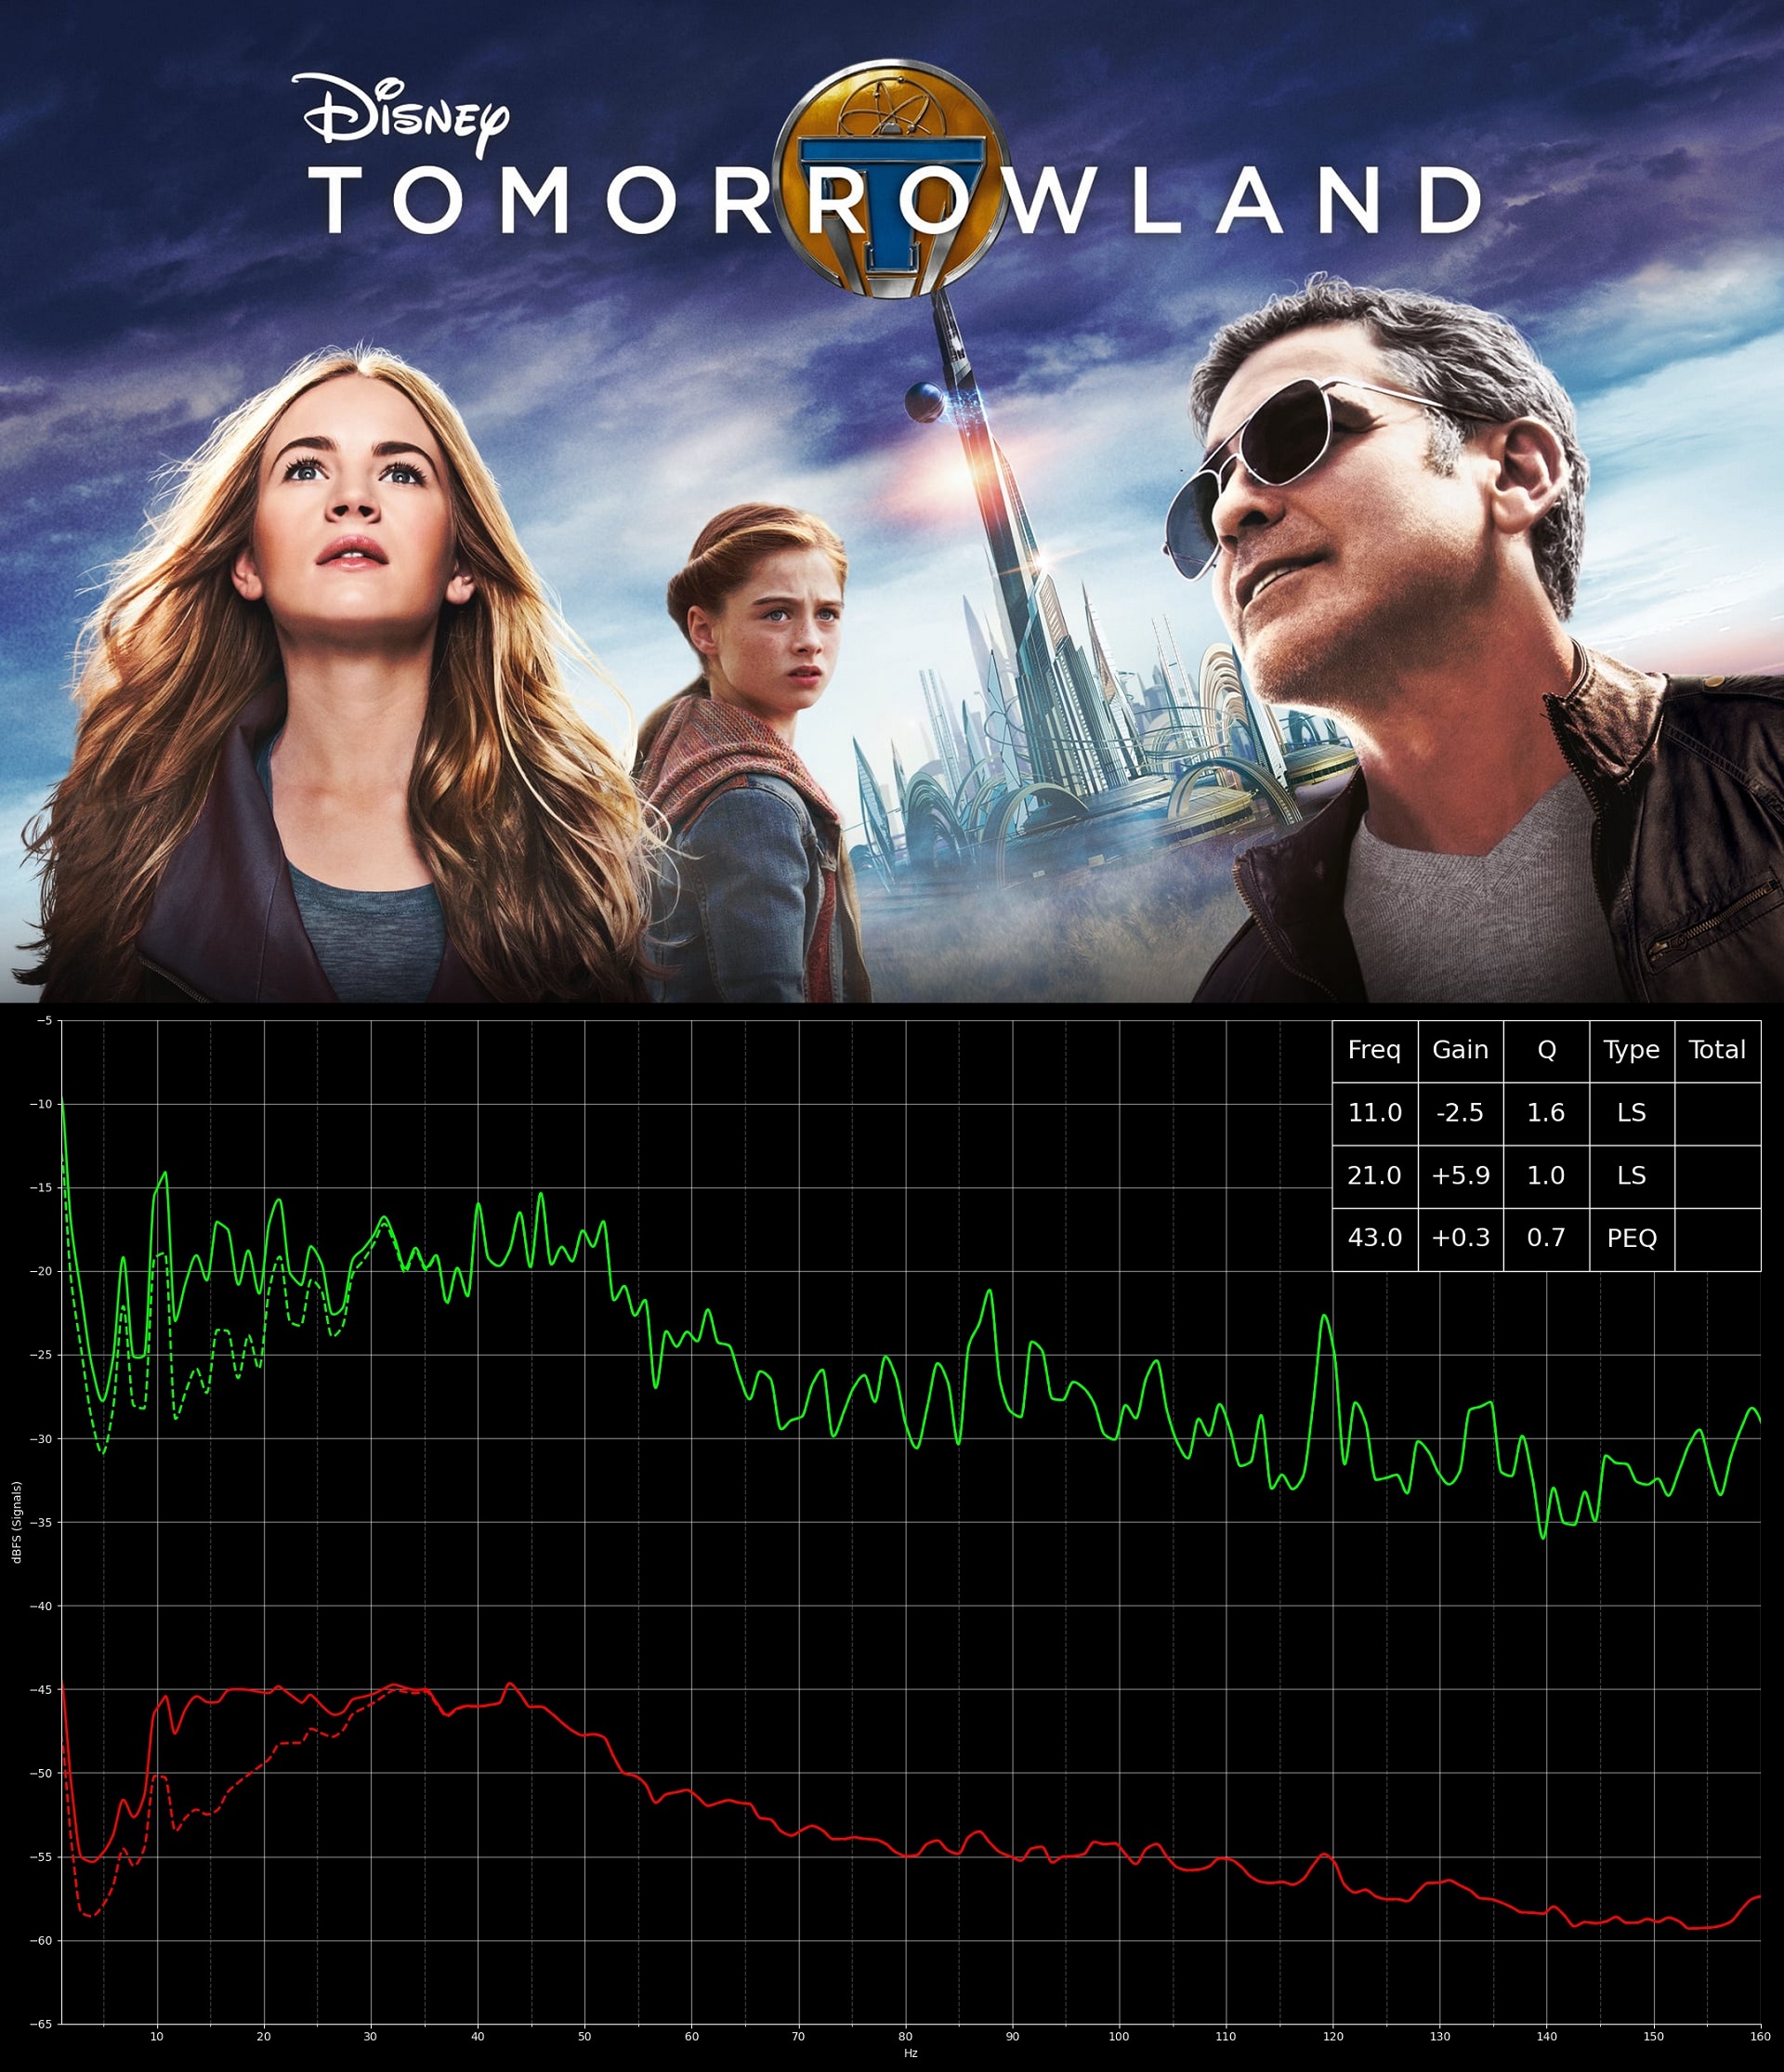 Disney
TOMORROWLAND
Freq Gain Q Type Total
11.0 -2.5 1.6 LS
21.0 +5.9 1.0 LS
43.0 +0.3 0.7 PEQ
−5
−10
−15
−20
−25
−30
−35
−40
−45
−50
−55
−60
−65
dBFS (Signals)
10 20 30 40 50 60 70 80 90 100 110 120 130 140 150 160
Hz